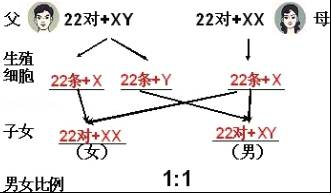 父 22对+XY 22对+XX 母
生殖
细胞 22条+X 22条+Y 22条+X
子女 22对+XX 22对+XY
（女） （男）
男女比例 1:1